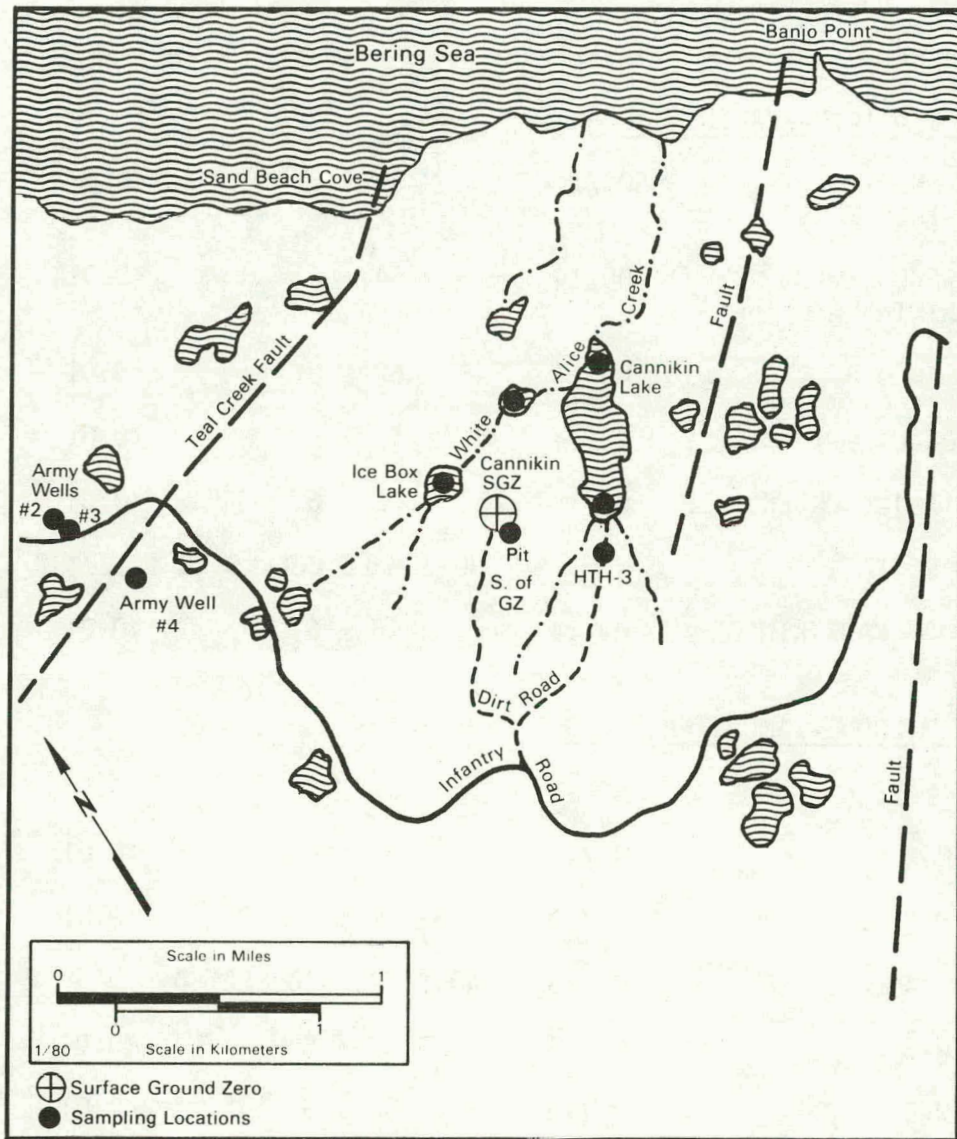 Banjo Point
Bering Sea
Sand Beach Cove
Creek
Fault
Alice
Cannikin
Lake
Teal Creek Fault
White
Army
Wells
#2
#3
Ice Box
Lake
Cannikin
SGZ
Pit
S. of
GZ
HTH-3
Army Well
#4
Dirt Road
Infantry Road
Fault
N
Scale in Miles
0 1
0 1
1/80 Scale in Kilometers
Surface Ground Zero
Sampling Locations